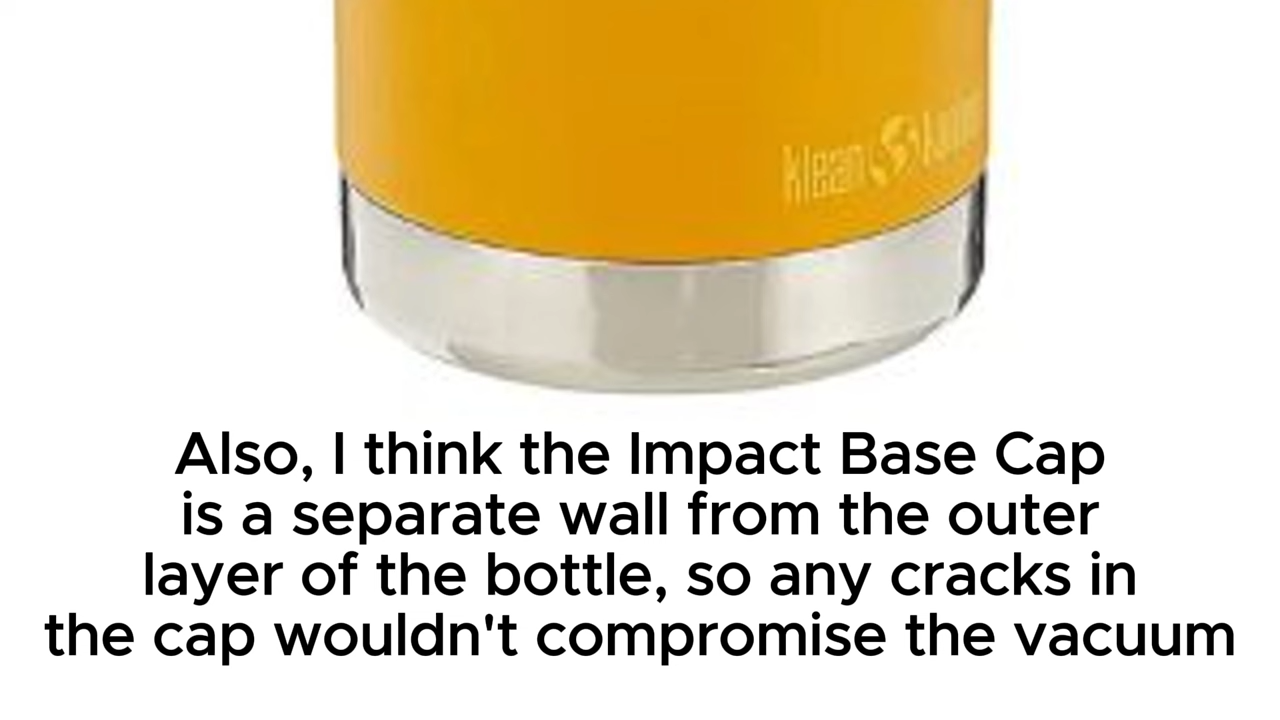 klean
Also, I think the Impact Base Cap
is a separate wall from the outer
layer of the bottle, so any cracks in
the cap wouldn't compromise the vacuum